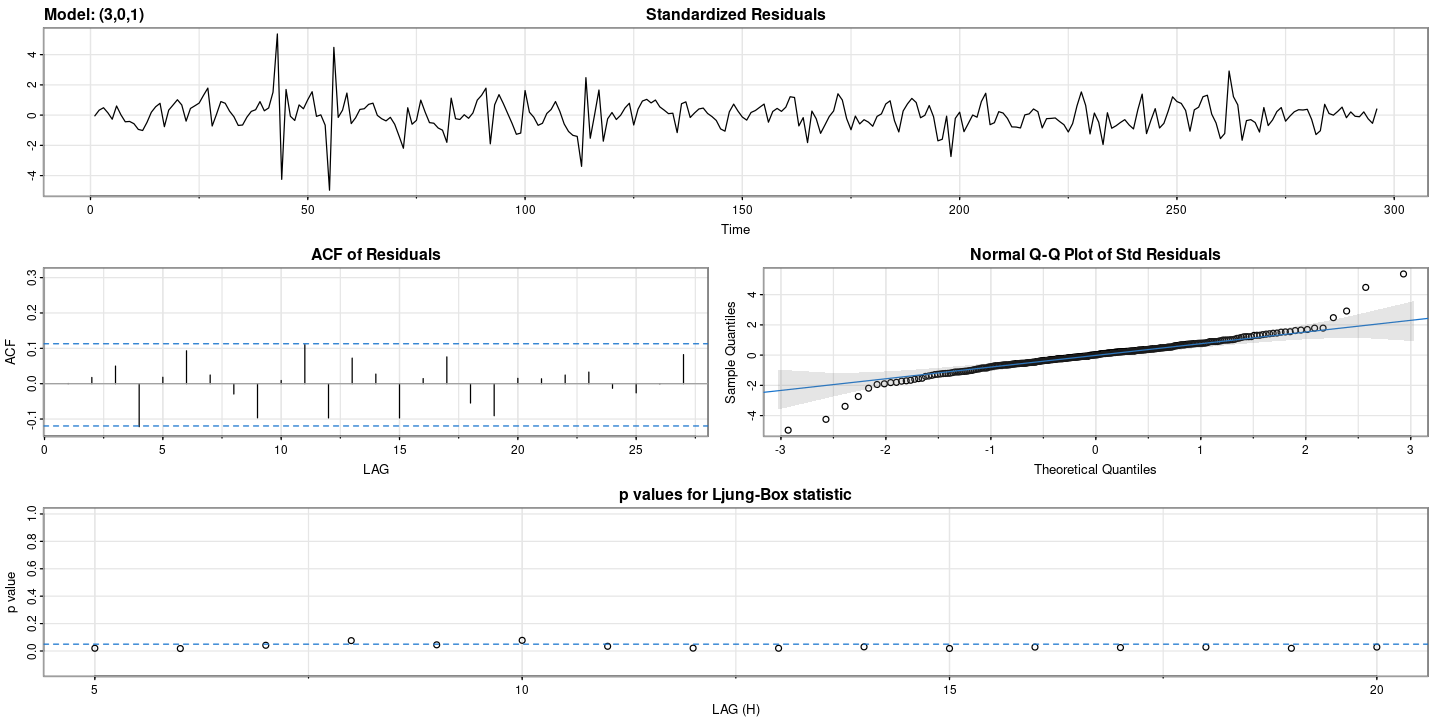 Model: (3,0,1) Standardized Residuals
4
2
0
-2
-4
0 50 100 150 200 250 300
Time
ACF of Residuals
ACF
0.3
0.2
0.1
0.0
-0.1
0 5 10 15 20 25
LAG
Normal Q-Q Plot of Std Residuals
Sample Quantiles
4
2
0
-2
-4
-3 -2 -1 0 1 2 3
Theoretical Quantiles
p values for Ljung-Box statistic
p value
1.0
0.8
0.6
0.4
0.2
0.0
5 10 15 20
LAG (H)